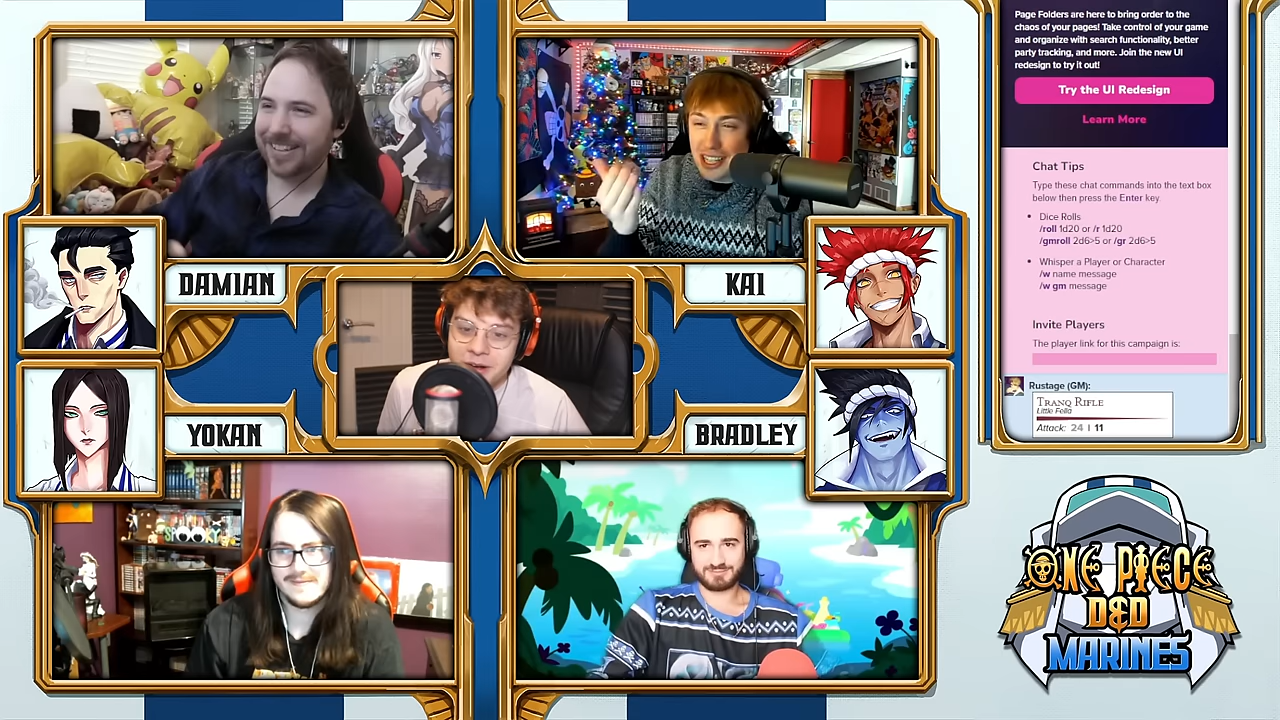 Page Folders are here to bring order to the
chaos of your pages! Take control of your game
and organize with search functionality, better
party tracking, and more. Join the new UI
redesign to try it out!
Try the UI Redesign
Learn More
Chat Tips
Type these chat commands into the text box
below then press the Enter key.
Dice Rolls
/roll 1d20 or /r 1d20
/gmroll 2d6>5 or /gr 2d6>5
Whisper a Player or Character
/w name message
/w gm message
Invite Players
The player link for this campaign is:
Rustage (GM):
TRANQ RIFLE
Little Fella
Attack: 24 | 11
DAMIAN
KAI
YOKAN
BRADLEY
SPOOKY
ONE PIECE
D&D
MARINES